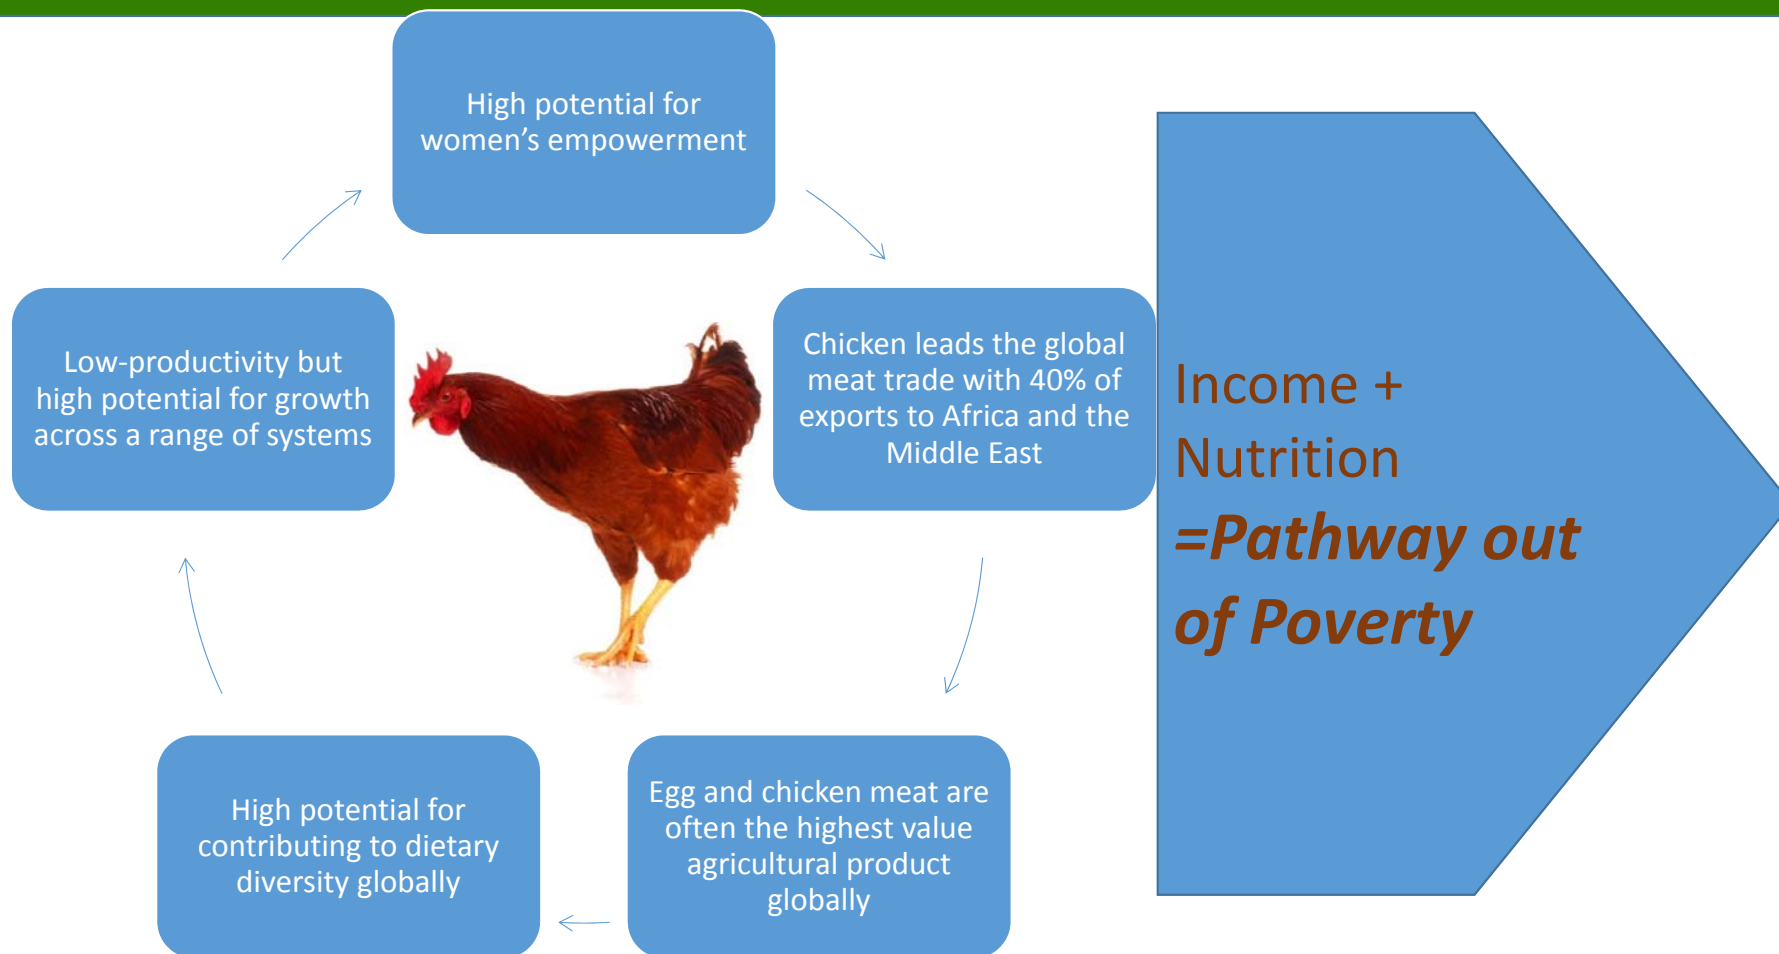 High potential for
women’s empowerment
Chicken leads the global
meat trade with 40% of
exports to Africa and the
Middle East
Egg and chicken meat are
often the highest value
agricultural product
globally
High potential for
contributing to dietary
diversity globally
Low-productivity but
high potential for growth
across a range of systems
Income +
Nutrition
=Pathway out
of Poverty